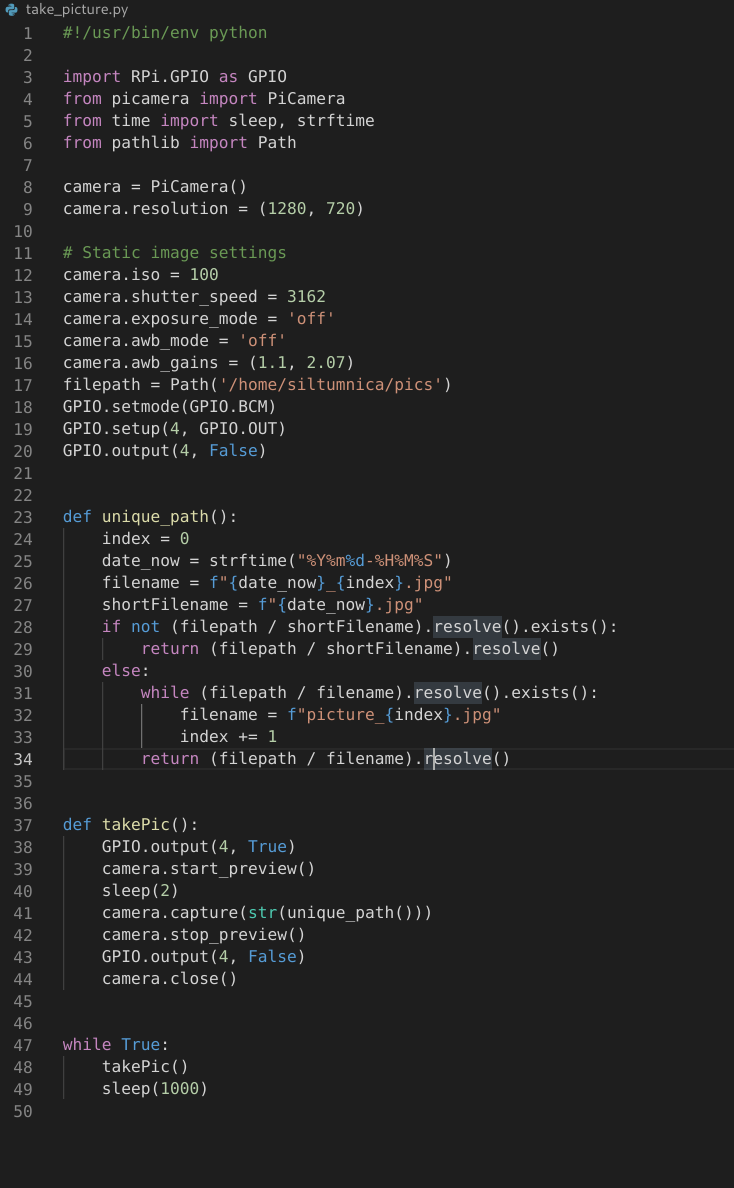 take_picture.py
1 #!/usr/bin/env python
2
3 import RPi.GPIO as GPIO
4 from picamera import PiCamera
5 from time import sleep, strftime
6 from pathlib import Path
7
8 camera = PiCamera()
9 camera.resolution = (1280, 720)
10
11 # Static image settings
12 camera.iso = 100
13 camera.shutter_speed = 3162
14 camera.exposure_mode = 'off'
15 camera.awb_mode = 'off'
16 camera.awb_gains = (1.1, 2.07)
17 filepath = Path('/home/siltumnica/pics')
18 GPIO.setmode(GPIO.BCM)
19 GPIO.setup(4, GPIO.OUT)
20 GPIO.output(4, False)
21
22
23 def unique_path():
24     index = 0
25     date_now = strftime("%Y%m%d-%H%M%S")
26     filename = f"{date_now}_{index}.jpg"
27     shortFilename = f"{date_now}.jpg"
28     if not (filepath / shortFilename).resolve().exists():
29         return (filepath / shortFilename).resolve()
30     else:
31         while (filepath / filename).resolve().exists():
32             filename = f"picture_{index}.jpg"
33             index += 1
34         return (filepath / filename).resolve()
35
36
37 def takePic():
38     GPIO.output(4, True)
39     camera.start_preview()
40     sleep(2)
41     camera.capture(str(unique_path()))
42     camera.stop_preview()
43     GPIO.output(4, False)
44     camera.close()
45
46
47 while True:
48     takePic()
49     sleep(1000)
50